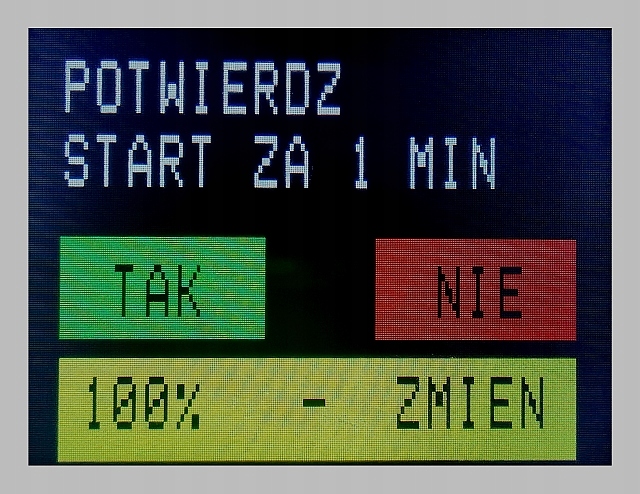 POTWIERDZ
START ZA 1 MIN
TAK NIE
100% - ZMIEN